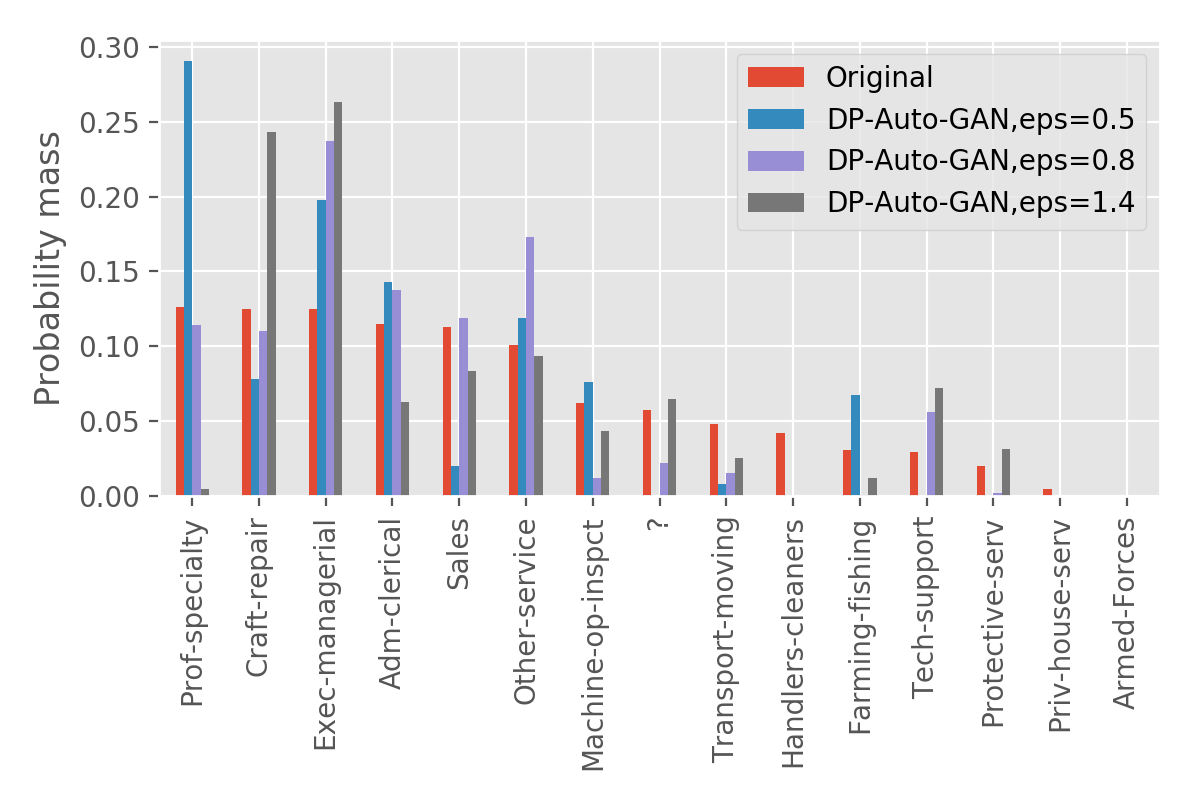 Probability mass
0.30
0.25
0.20
0.15
0.10
0.05
0.00
Original
DP-Auto-GAN,eps=0.5
DP-Auto-GAN,eps=0.8
DP-Auto-GAN,eps=1.4
Prof-specialty
Craft-repair
Exec-managerial
Adm-clerical
Sales
Other-service
Machine-op-inspct
?
Transport-moving
Handlers-cleaners
Farming-fishing
Tech-support
Protective-serv
Priv-house-serv
Armed-Forces